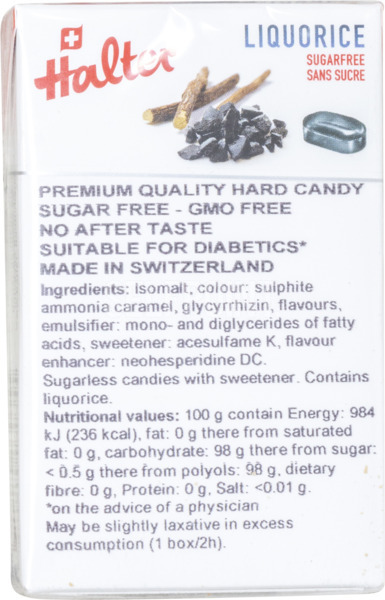 Halter
LIQUORICE
SUGARFREE
SANS SUCRE
PREMIUM QUALITY HARD CANDY
SUGAR FREE - GMO FREE
NO AFTER TASTE
SUITABLE FOR DIABETICS*
MADE IN SWITZERLAND
Ingredients: Isomalt, colour: sulphite
ammonia caramel, glycyrrhizin, flavours,
emulsifier: mono- and diglycerides of fatty
acids, sweetener: acesulfame K, flavour
enhancer: neohesperidine DC.
Sugarless candies with sweetener. Contains
liquorice.
Nutritional values: 100 g contain Energy: 984
kJ (236 kcal), fat: 0 g there from saturated
fat: 0 g, carbohydrate: 98 g there from sugar:
< 0.5 g there from polyols: 98 g, dietary
fibre: 0 g, Protein: 0 g, Salt: <0.01 g.
*on the advice of a physician
May be slightly laxative in excess
consumption (1 box/2h).